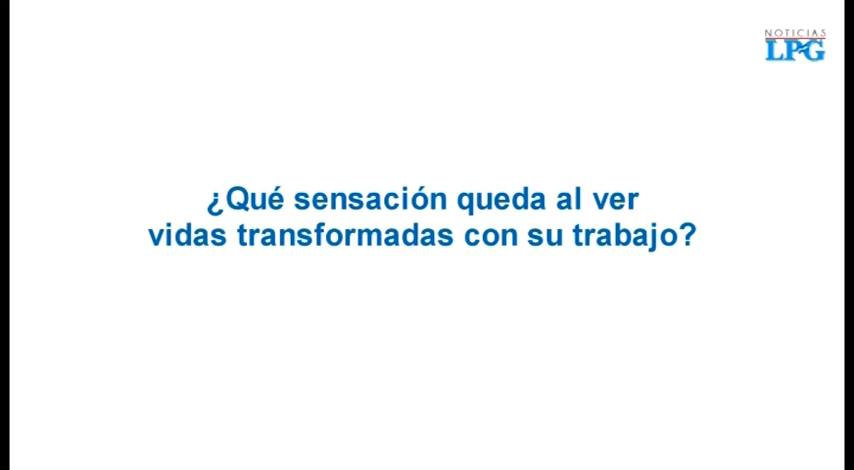 NOTICIAS
LPG
¿Qué sensación queda al ver
vidas transformadas con su trabajo?